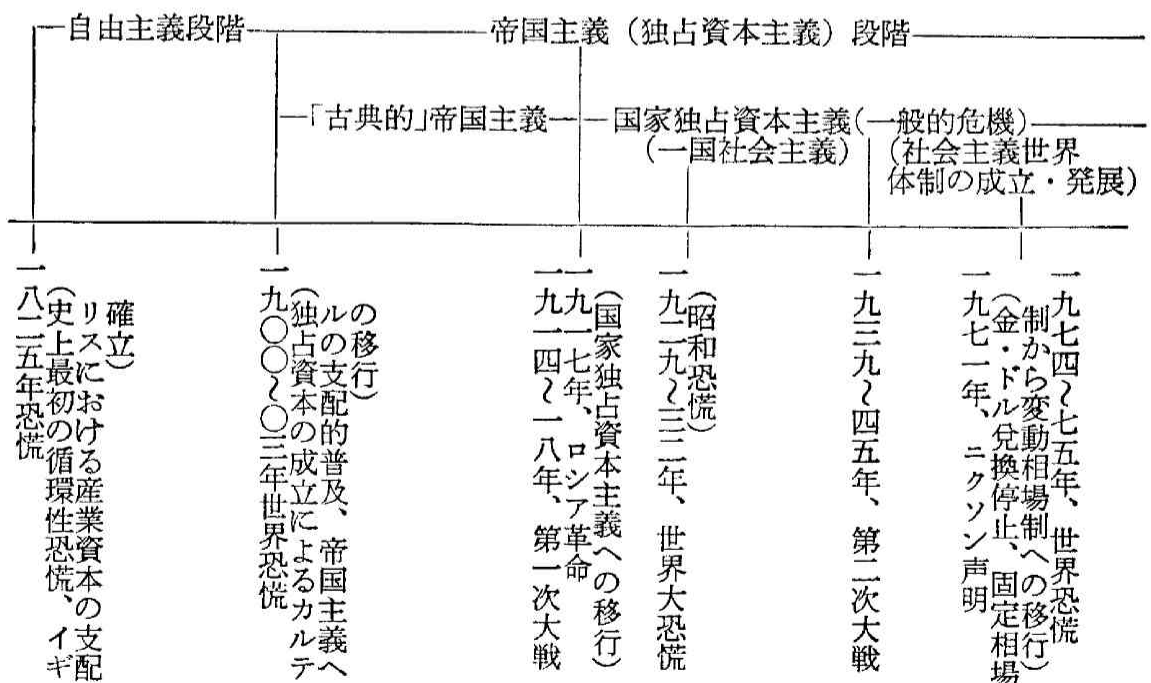 自由主義段階
帝国主義（独占資本主義）段階
「古典的」帝国主義
国家独占資本主義（一般的危機）
（一国社会主義）
（社会主義世界
体制の成立・発展）
一八二五年恐慌
（史上最初の循環性恐慌、イギ
リスにおける産業資本の支配
確立）
一九〇〇～〇三年世界恐慌
（独占資本の成立によるカルテ
ルの支配的普及、帝国主義へ
の移行）
一九一四～一八年、第一次大戦
一九一七年、ロシア革命
（国家独占資本主義への移行）
一九二九～三二年、世界大恐慌
（昭和恐慌）
一九三九～四五年、第二次大戦
一九七一年、ニクソン声明
（金・ドル兌換停止、固定相場
制から変動相場制への移行）
一九七四～七五年、世界恐慌